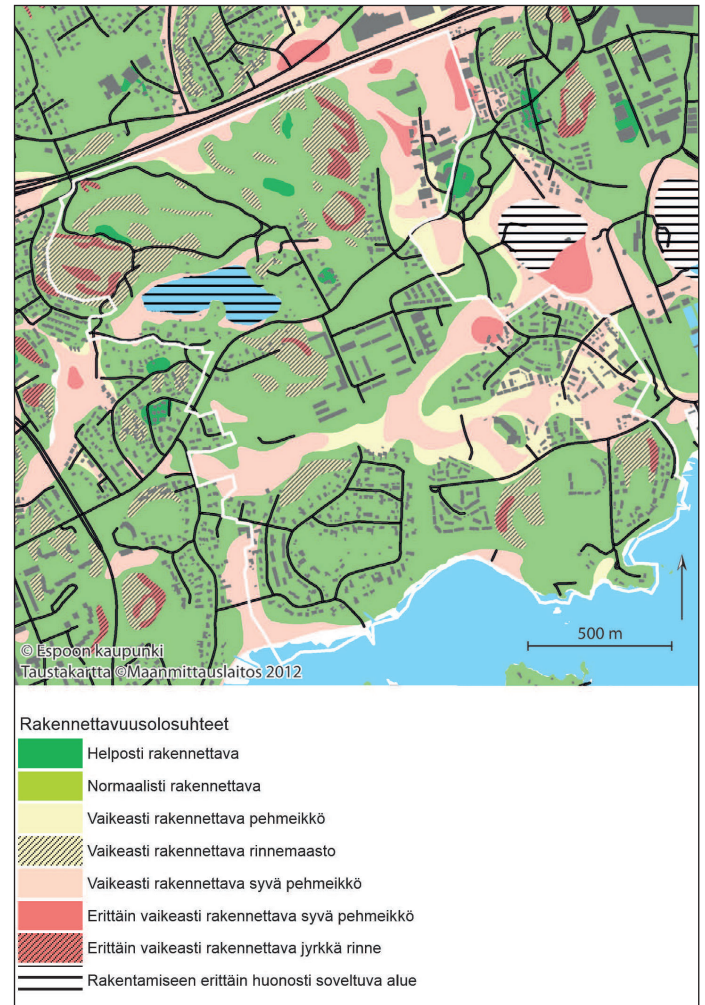 500 m
© Espoon kaupunki
Taustakartta ©Maanmittauslaitos 2012
Rakennettavuusolosuhteet
Helposti rakennettava
Normaalisti rakennettava
Vaikeasti rakennettava pehmeikkö
Vaikeasti rakennettava rinnemaasto
Vaikeasti rakennettava syvä pehmeikkö
Erittäin vaikeasti rakennettava syvä pehmeikkö
Erittäin vaikeasti rakennettava jyrkkä rinne
Rakentamiseen erittäin huonosti soveltuva alue